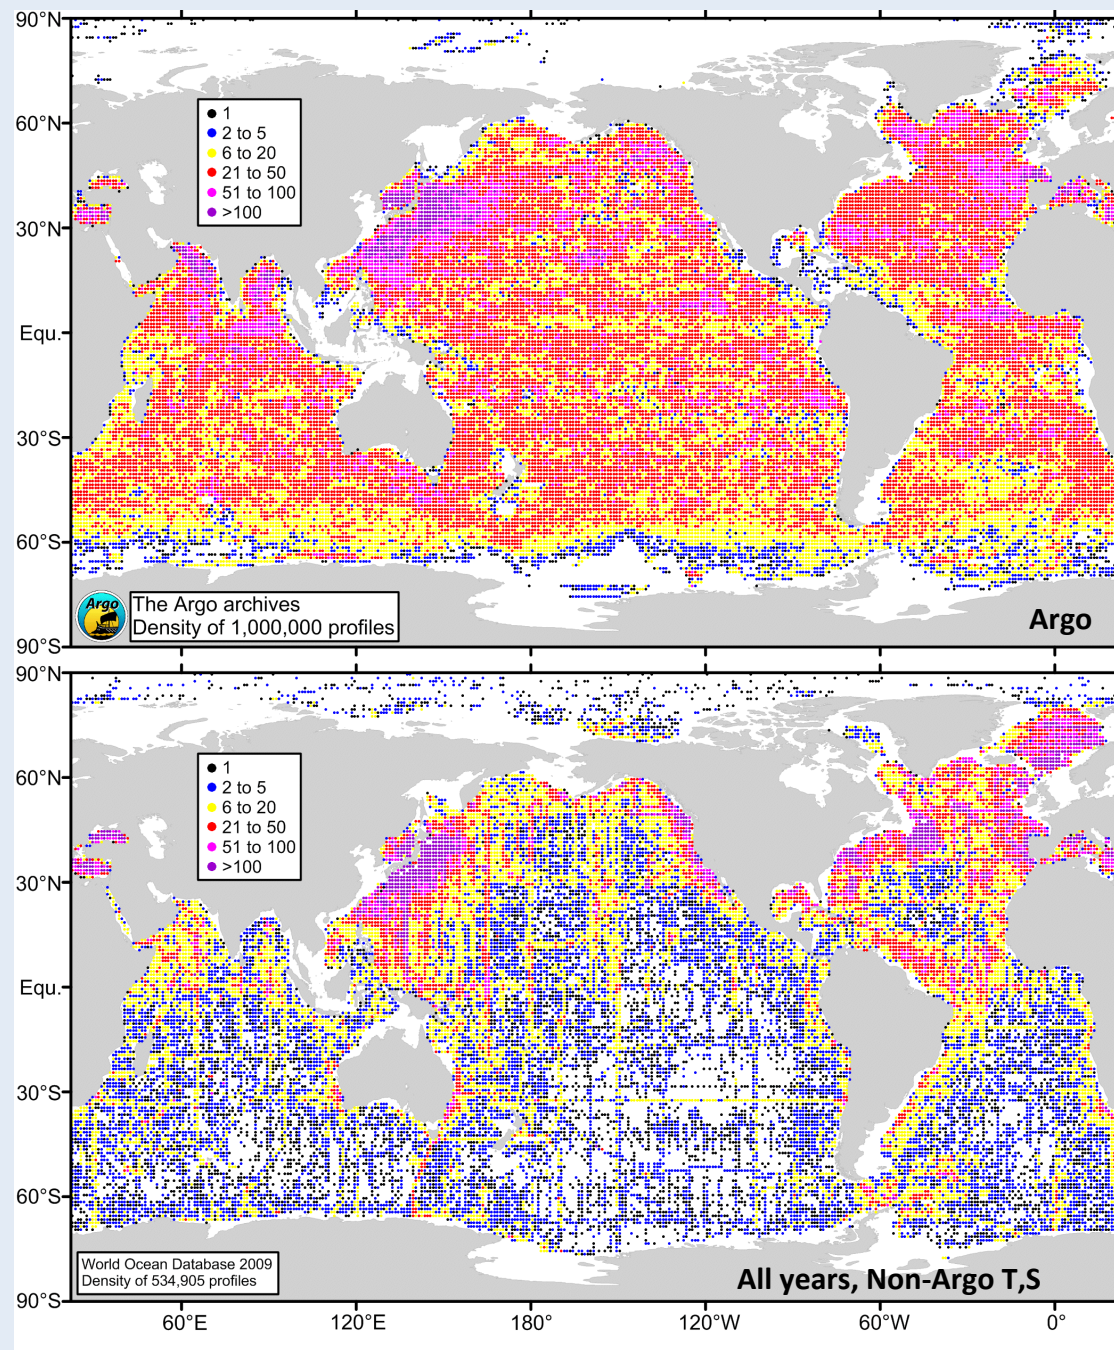 90°N
60°N
30°N
Equ.
30°S
60°S
90°S
1
2 to 5
6 to 20
21 to 50
51 to 100
>100
Argo
The Argo archives
Density of 1,000,000 profiles
Argo
90°N
60°N
30°N
Equ.
30°S
60°S
90°S
1
2 to 5
6 to 20
21 to 50
51 to 100
>100
World Ocean Database 2009
Density of 534,905 profiles
All years, Non-Argo T,S
60°E 120°E 180° 120°W 60°W 0°